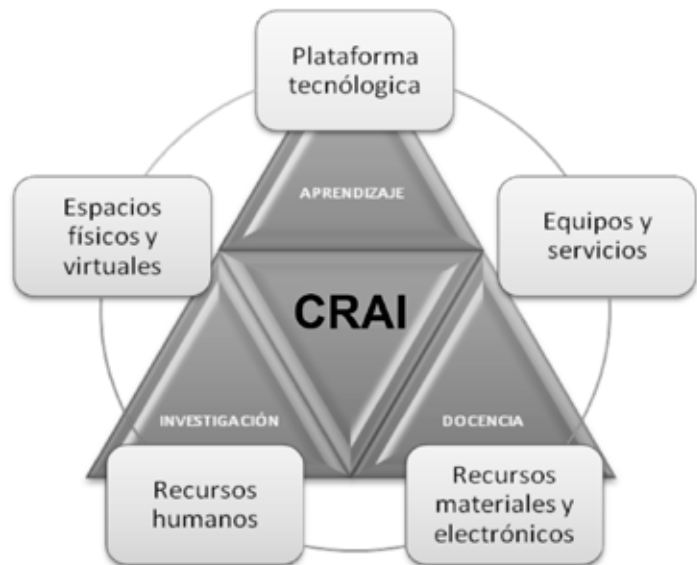 Plataforma
tecnólogica
APRENDIZAJE
Espacios
físicos y
virtuales
Equipos y
servicios
CRAI
INVESTIGACIÓN
DOCENCIA
Recursos
humanos
Recursos
materiales y
electrónicos